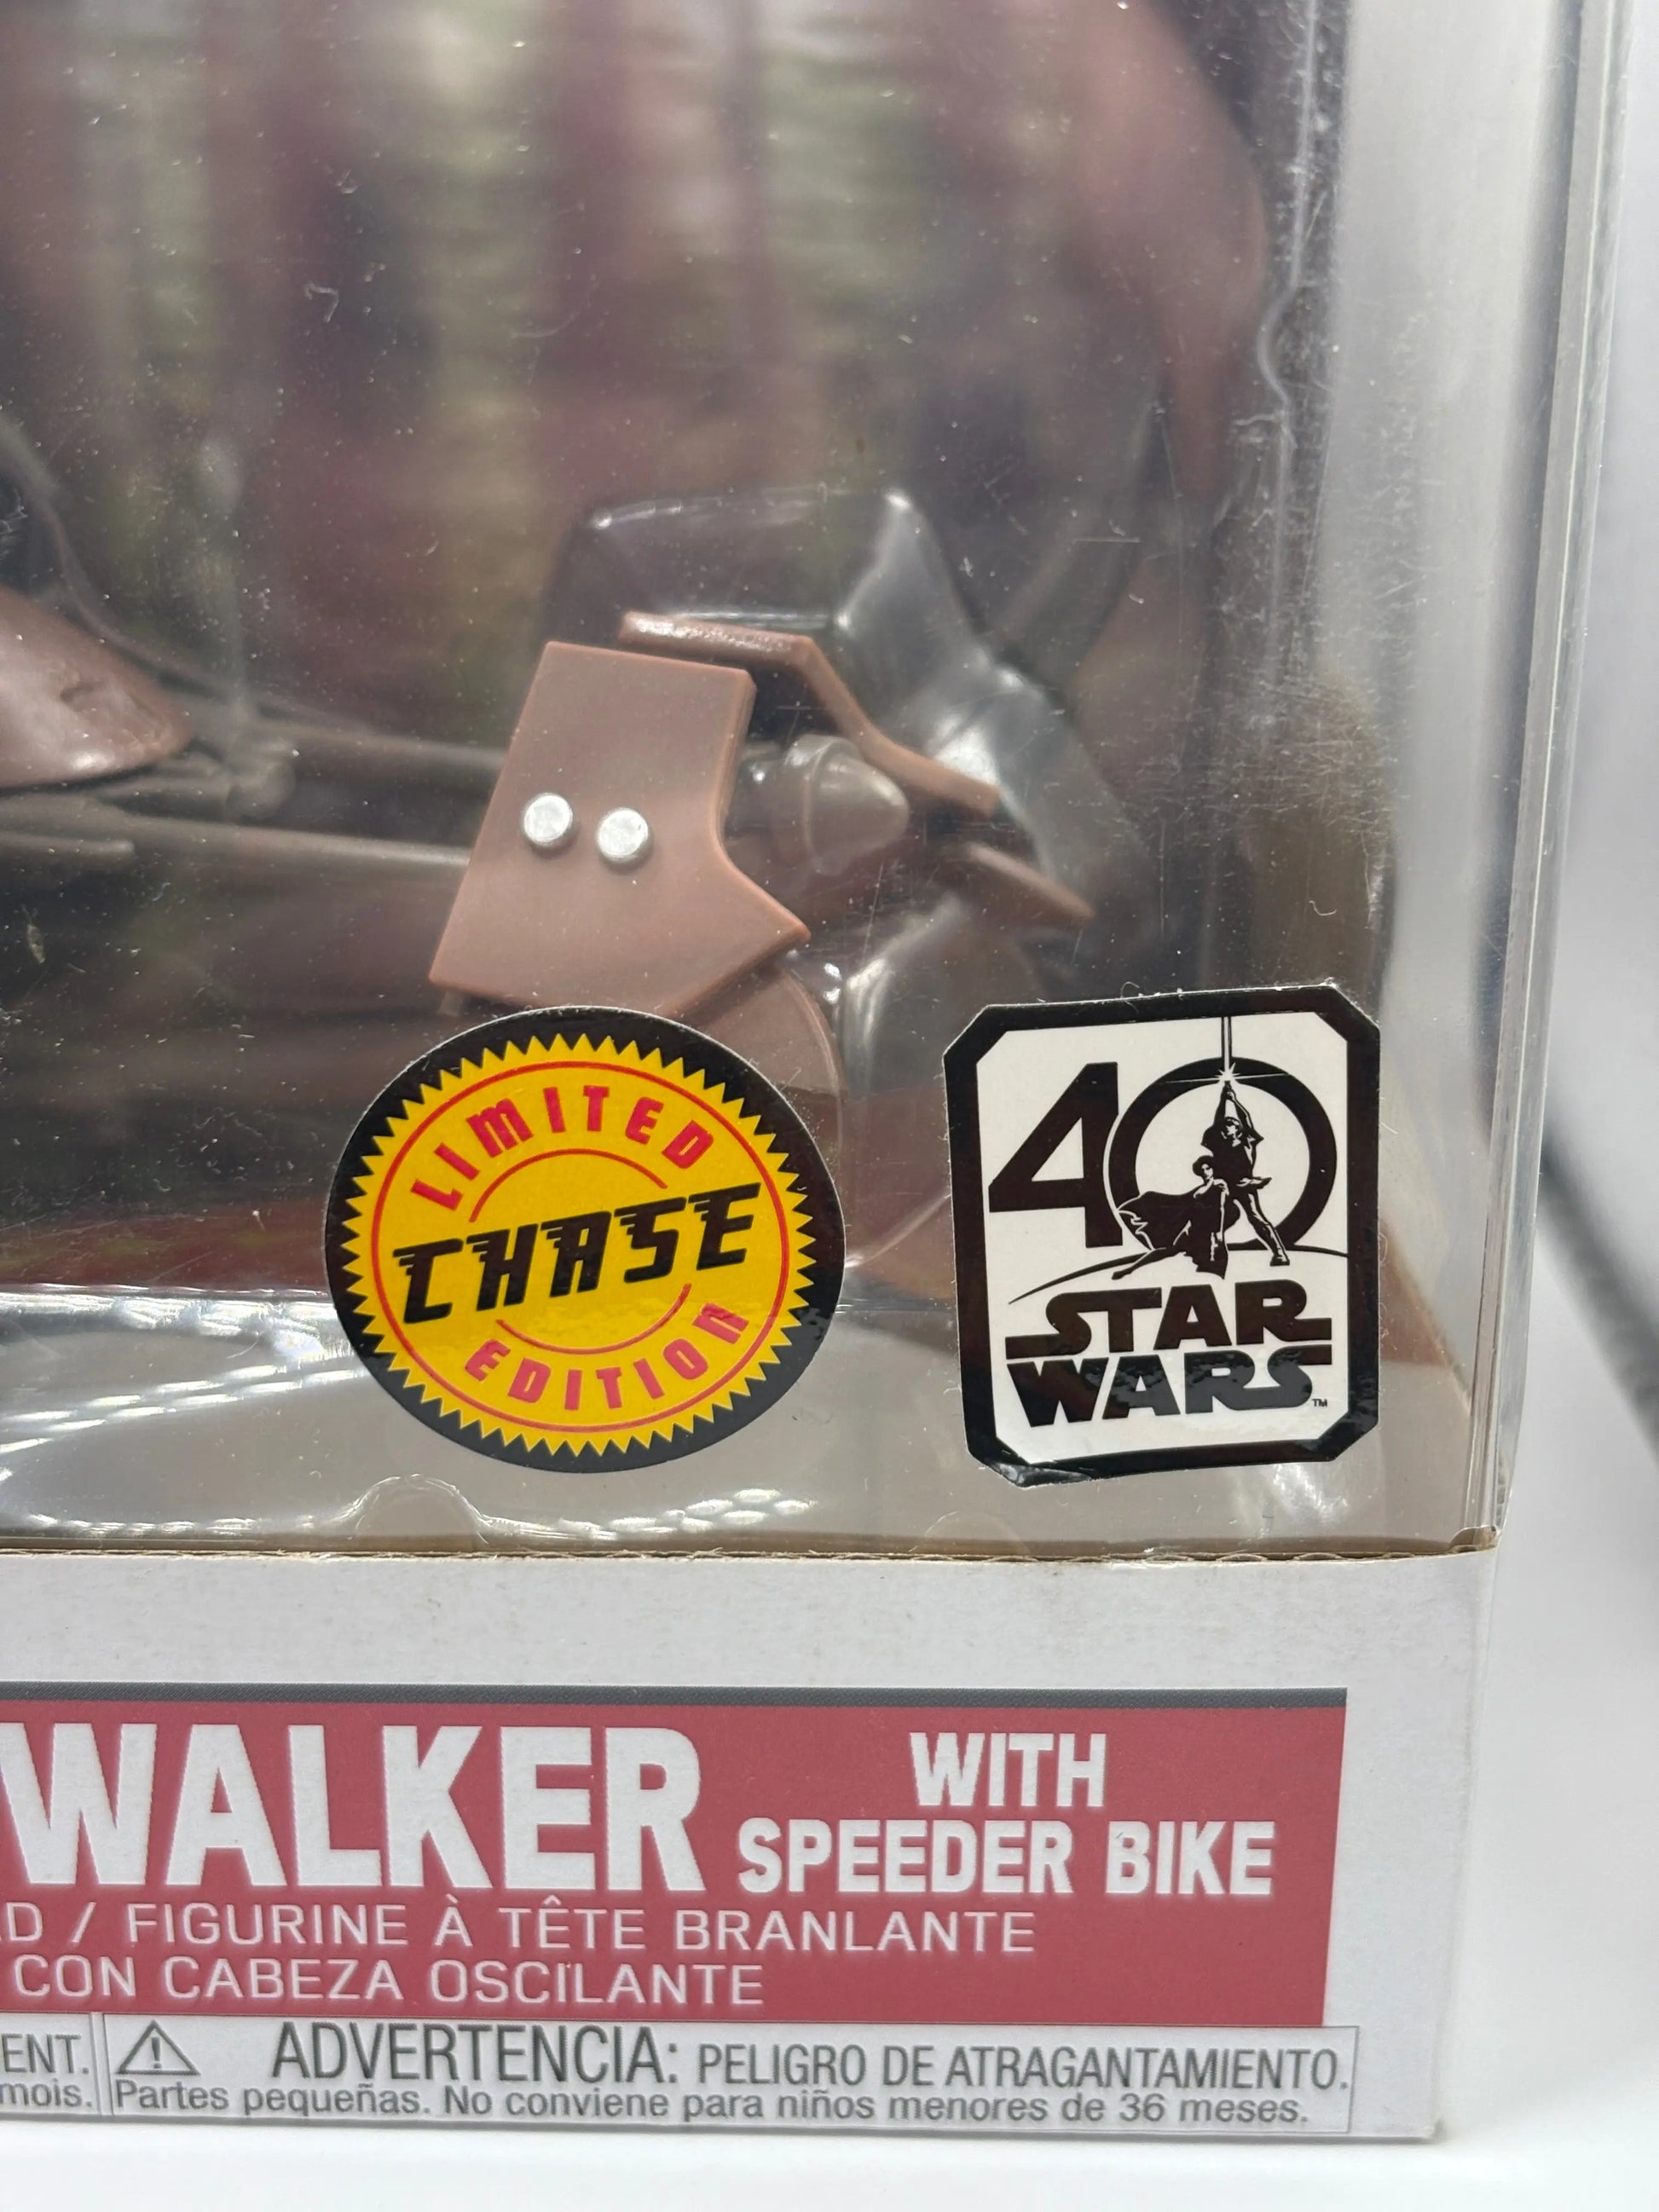 LIMITED
CHASE
EDITION
40
STAR
WARS
TM
WALKER WITH
SPEEDER BIKE
D / FIGURINE À TÊTE BRANLANTE
CON CABEZA OSCILANTE
ENT.
mois.
ADVERTENCIA: PELIGRO DE ATRAGANTAMIENTO.
Partes pequeñas. No conviene para niños menores de 36 meses.